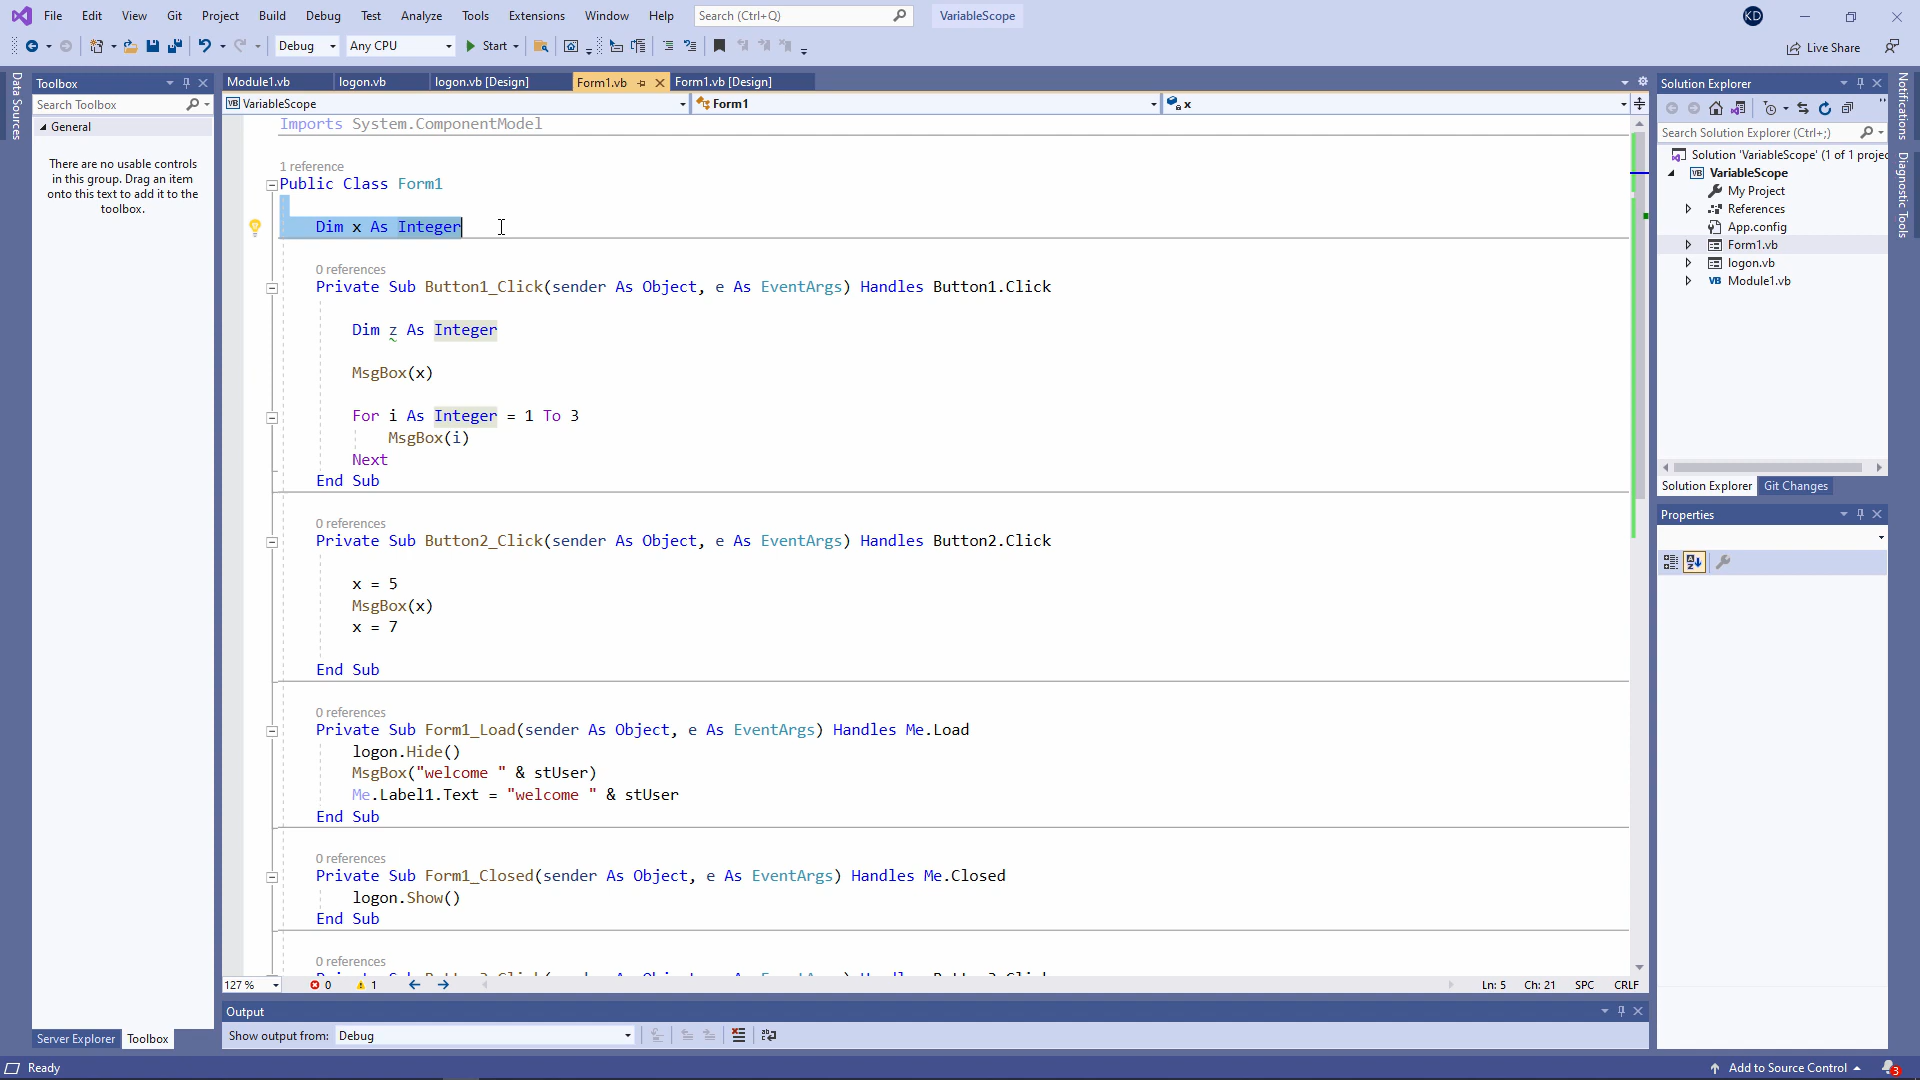 File Edit View Git Project Build Debug Test Analyze Tools Extensions Window Help Search (Ctrl+Q) VariableScope KD
Debug Any CPU Start Live Share
Data Sources
Toolbox
Search Toolbox
General
There are no usable controls
in this group. Drag an item
onto this text to add it to the
toolbox.
Server Explorer Toolbox
Module1.vb logon.vb logon.vb [Design] Form1.vb Form1.vb [Design]
VB VariableScope Form1 x
Imports System.ComponentModel
1 reference
Public Class Form1
Dim x As Integer
0 references
Private Sub Button1_Click(sender As Object, e As EventArgs) Handles Button1.Click
Dim z As Integer
MsgBox(x)
For i As Integer = 1 To 3
MsgBox(i)
Next
End Sub
0 references
Private Sub Button2_Click(sender As Object, e As EventArgs) Handles Button2.Click
x = 5
MsgBox(x)
x = 7
End Sub
0 references
Private Sub Form1_Load(sender As Object, e As EventArgs) Handles Me.Load
logon.Hide()
MsgBox("welcome " & stUser)
Me.Label1.Text = "welcome " & stUser
End Sub
0 references
Private Sub Form1_Closed(sender As Object, e As EventArgs) Handles Me.Closed
logon.Show()
End Sub
0 references
127 % 0 1 Ln: 5 Ch: 21 SPC CRLF
Output
Show output from: Debug
Solution Explorer
Search Solution Explorer (Ctrl+;)
Solution 'VariableScope' (1 of 1 projec
VB VariableScope
My Project
References
App.config
Form1.vb
logon.vb
VB Module1.vb
Solution Explorer Git Changes
Properties
Notifications
Diagnostic Tools
Ready Add to Source Control 3